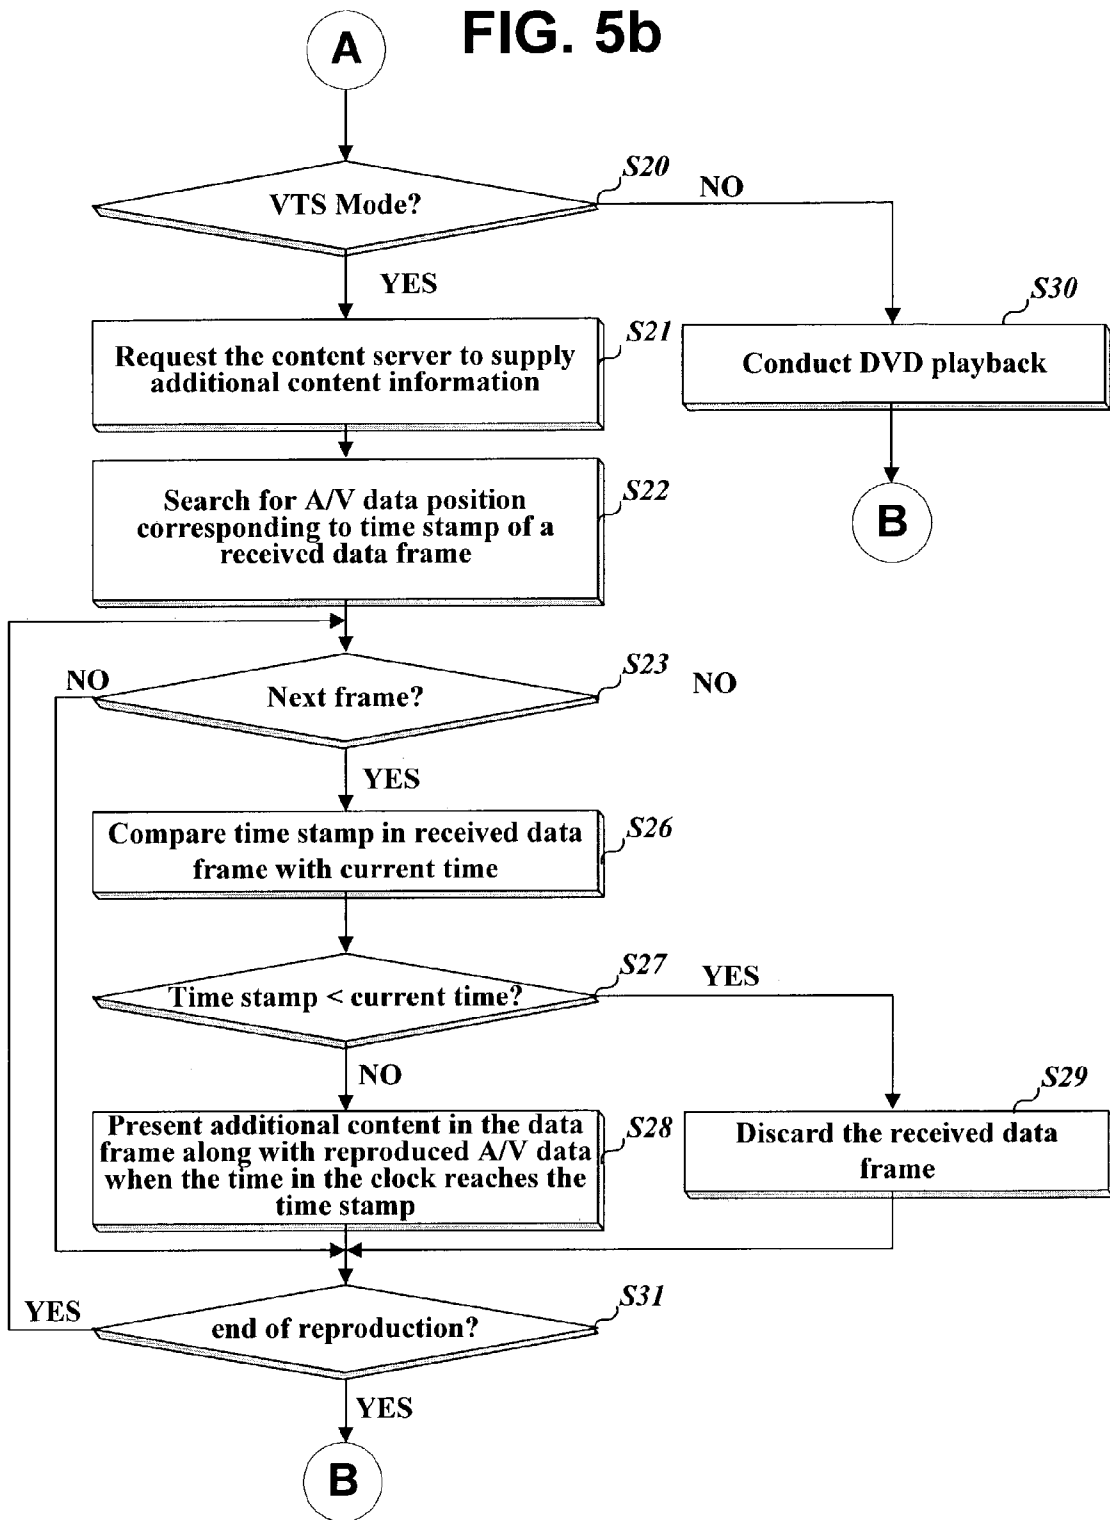 FIG. 5b
A
S20
VTS Mode?
NO
YES
S21
Request the content server to supply
additional content information
S30
Conduct DVD playback
S22
Search for A/V data position
corresponding to time stamp of a
received data frame
B
S23
NO
Next frame?
NO
YES
S26
Compare time stamp in received data
frame with current time
S27
Time stamp < current time?
YES
NO
S28
Present additional content in the data
frame along with reproduced A/V data
when the time in the clock reaches the
time stamp
S29
Discard the received data
frame
S31
YES
end of reproduction?
YES
B